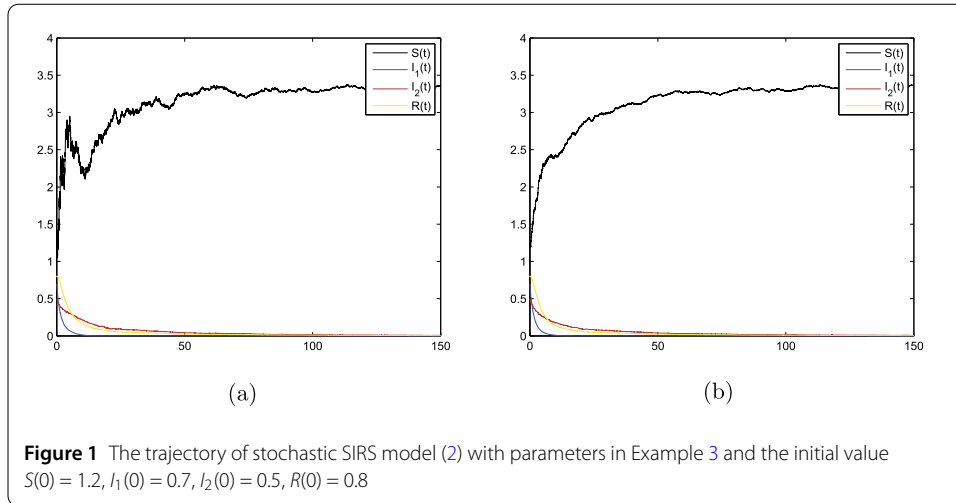 4
3.5
3
2.5
2
1.5
1
0.5
0
0 50 100 150
S(t)
I₁(t)
I₂(t)
R(t)
(a)
4
3.5
3
2.5
2
1.5
1
0.5
0
0 50 100 150
S(t)
I₁(t)
I₂(t)
R(t)
(b)
Figure 1 The trajectory of stochastic SIRS model (2) with parameters in Example 3 and the initial value
S(0) = 1.2, I₁(0) = 0.7, I₂(0) = 0.5, R(0) = 0.8